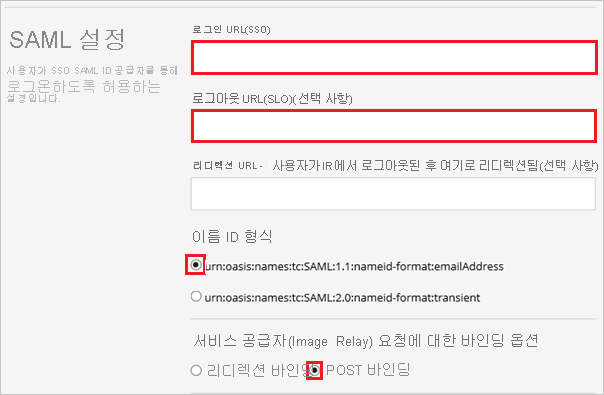 SAML 설정
사용자가 SSO SAML ID 공급자를 통해
로그온하도록 허용하는
설정입니다.
로그인 URL(SSO)
로그아웃 URL(SLO)(선택 사항)
리디렉션 URL - 사용자가 IR에서 로그아웃된 후 여기로 리디렉션됨(선택 사항)
이름 ID 형식
urn:oasis:names:tc:SAML:1.1:nameid-format:emailAddress
urn:oasis:names:tc:SAML:2.0:nameid-format:transient
서비스 공급자(Image Relay) 요청에 대한 바인딩 옵션
리디렉션 바인딩 POST 바인딩